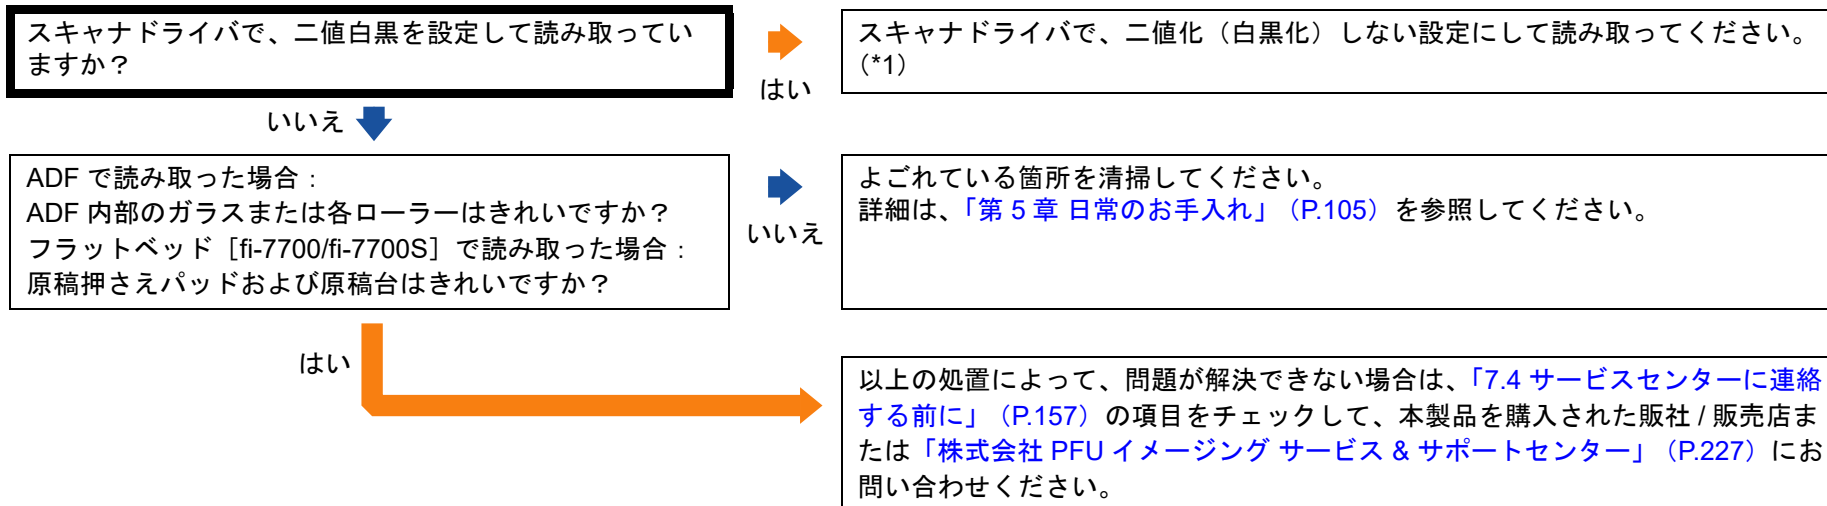 スキャナドライバで、二値白黒を設定して読み取ってい
ますか？
はい
スキャナドライバで、二値化（白黒化）しない設定にして読み取ってください。
（*1）
いいえ
ADF で読み取った場合：
ADF 内部のガラスまたは各ローラーはきれいですか？
フラットベッド［fi-7700/fi-7700S］で読み取った場合：
原稿押さえパッドおよび原稿台はきれいですか？
いいえ
よごれている箇所を清掃してください。
詳細は、「第 5 章 日常のお手入れ」（P.105）を参照してください。
はい
以上の処置によって、問題が解決できない場合は、「7.4 サービスセンターに連絡
する前に」（P.157）の項目をチェックして、本製品を購入された販社 / 販売店ま
たは「株式会社 PFU イメージング サービス & サポートセンター」（P.227）にお
問い合わせください。